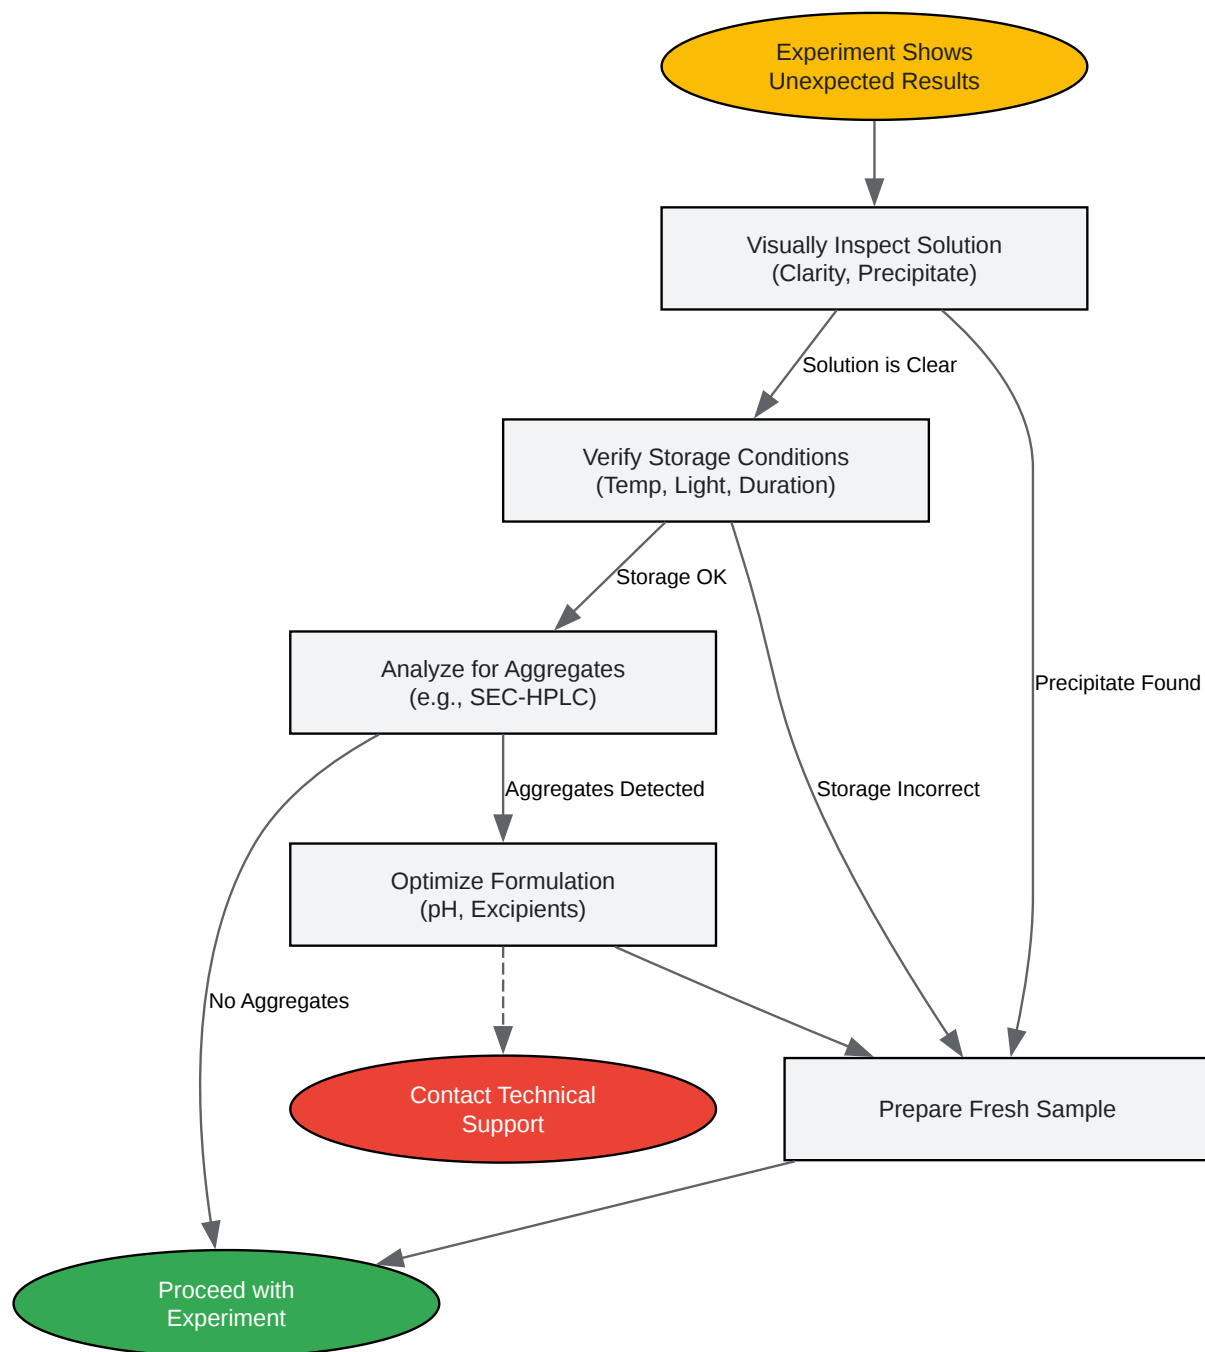 Experiment Shows
Unexpected Results
Visually Inspect Solution
(Clarity, Precipitate)
Solution is Clear
Verify Storage Conditions
(Temp, Light, Duration)
Storage OK
Analyze for Aggregates
(e.g., SEC-HPLC)
Precipitate Found
Aggregates Detected
Storage Incorrect
Optimize Formulation
(pH, Excipients)
No Aggregates
Contact Technical
Support
Prepare Fresh Sample
Proceed with
Experiment